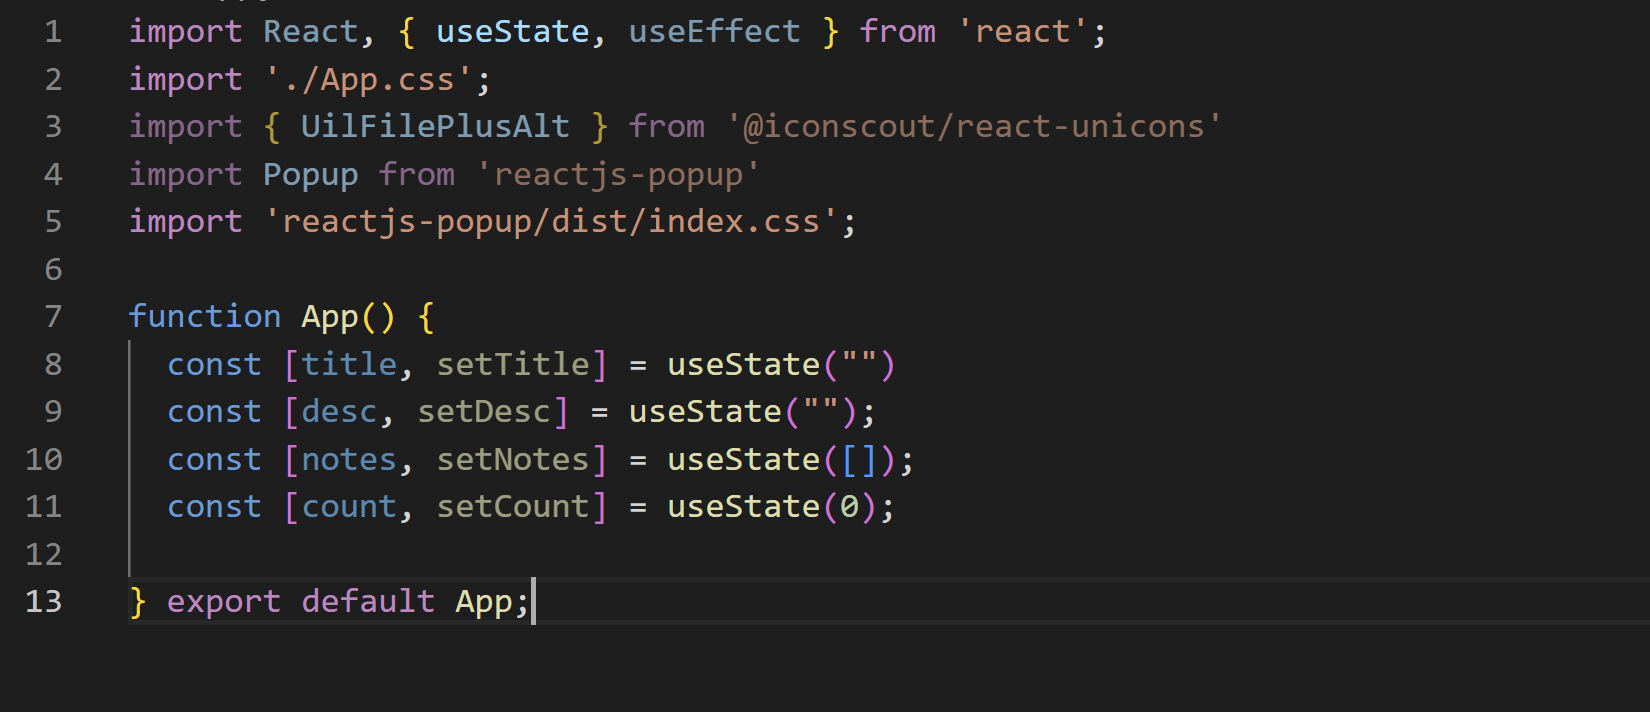 1 import React, { useState, useEffect } from 'react';
2 import './App.css';
3 import { UilFilePlusAlt } from '@iconscout/react-unicons'
4 import Popup from 'reactjs-popup'
5 import 'reactjs-popup/dist/index.css';
6
7 function App() {
8   const [title, setTitle] = useState("")
9   const [desc, setDesc] = useState("");
10   const [notes, setNotes] = useState([]);
11   const [count, setCount] = useState(0);
12
13 } export default App;